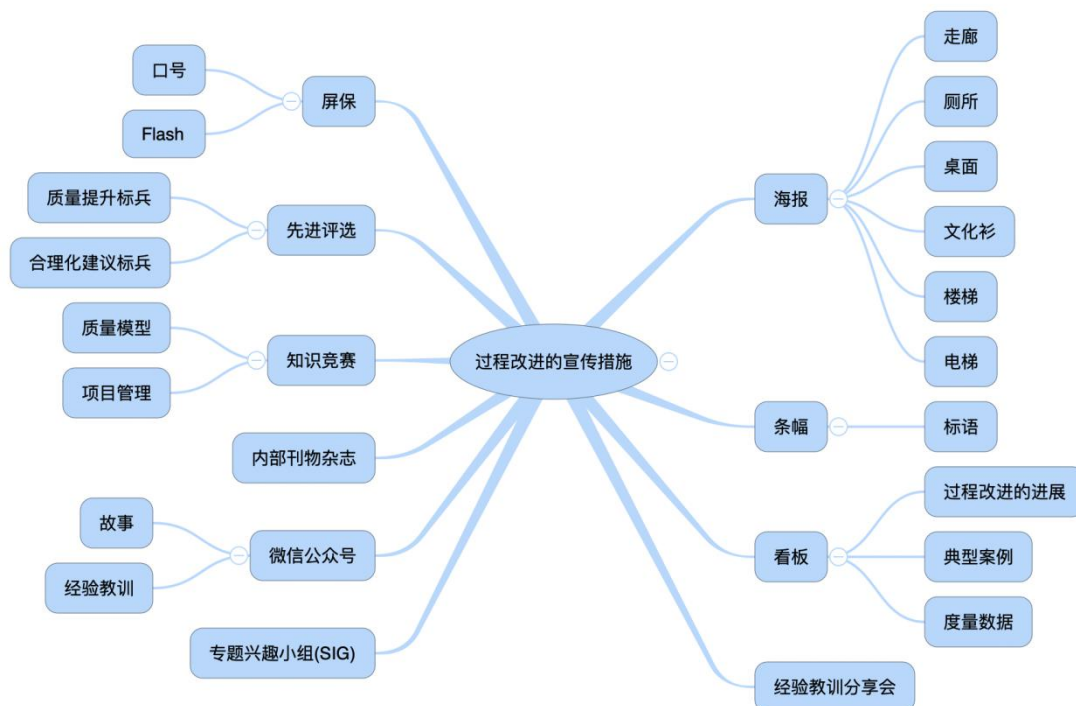 过程改进的宣传措施
海报
走廊
厕所
桌面
文化衫
楼梯
电梯
条幅
标语
看板
过程改进的进展
典型案例
度量数据
经验教训分享会
屏保
口号
Flash
先进评选
质量提升标兵
合理化建议标兵
知识竞赛
质量模型
项目管理
内部刊物杂志
微信公众号
故事
经验教训
专题兴趣小组(SIG)